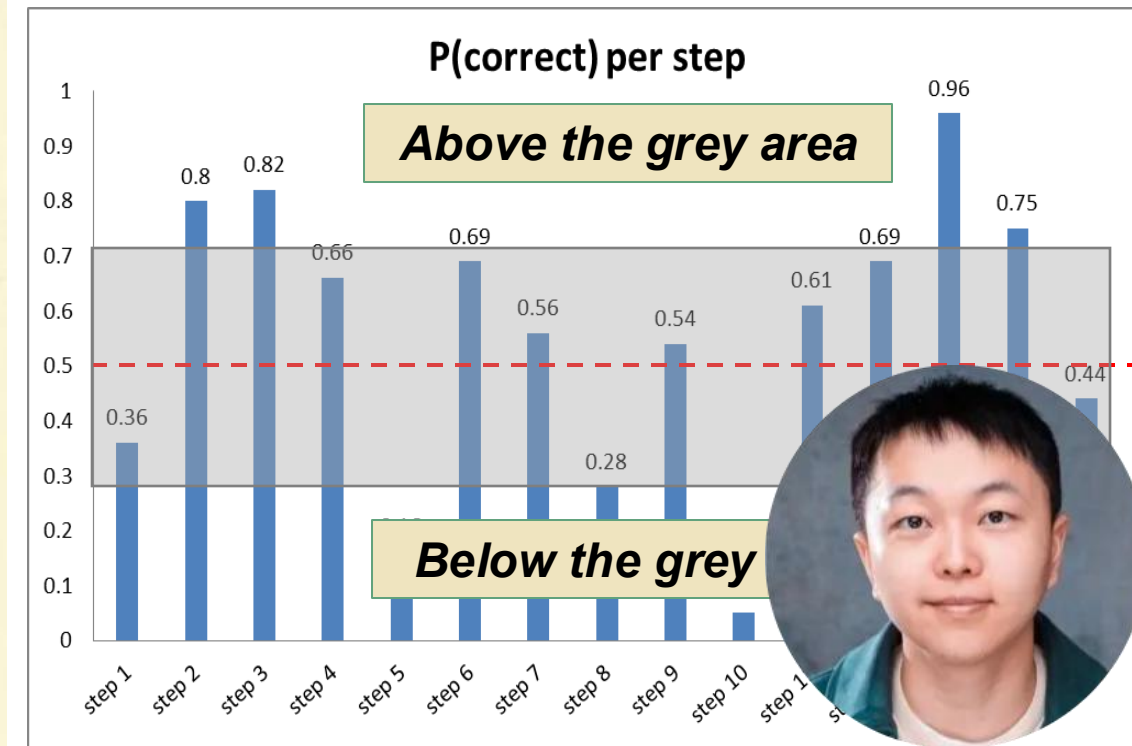 P(correct) per step
1
0.9
0.8
0.7
0.6
0.5
0.4
0.3
0.2
0.1
0
0.36
0.8
0.82
0.66
0.69
0.56
0.28
0.54
0.61
0.69
0.96
0.75
0.44
Above the grey area
Below the grey
step 1
step 2
step 3
step 4
step 5
step 6
step 7
step 8
step 9
step 10